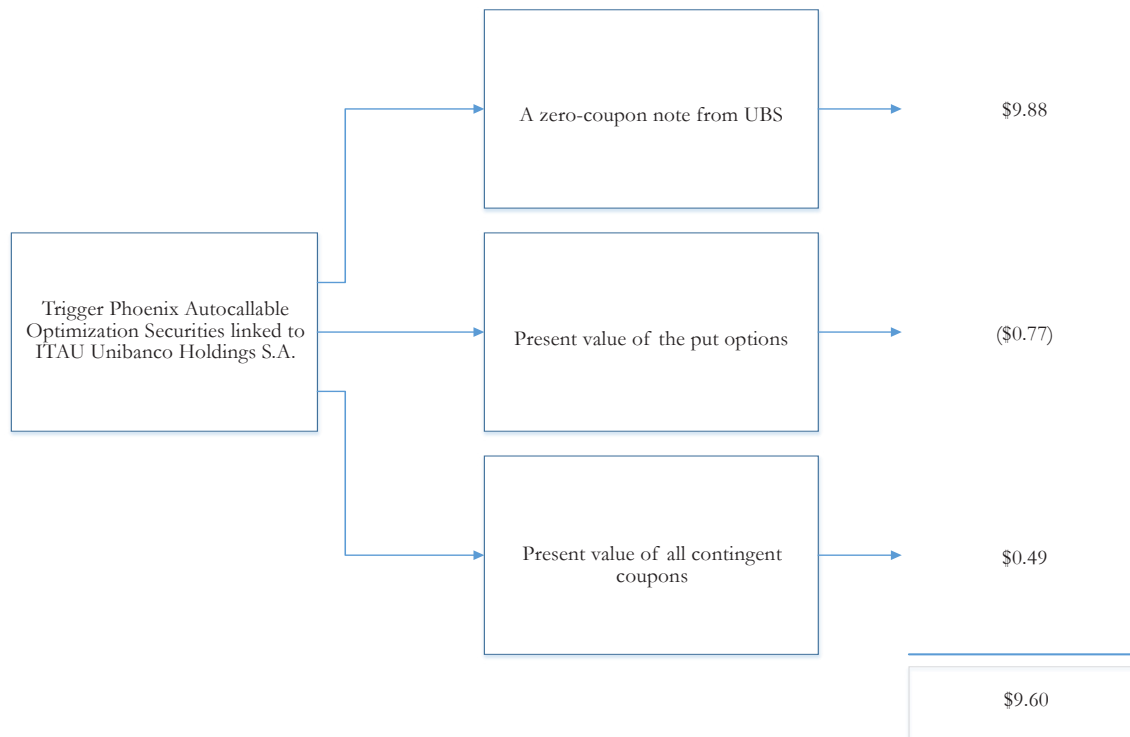 A zero-coupon note from UBS
$9.88
Trigger Phoenix Autocallable
Optimization Securities linked to
ITAU Unibanco Holdings S.A.
Present value of the put options
($0.77)
Present value of all contingent
coupons
$0.49
$9.60